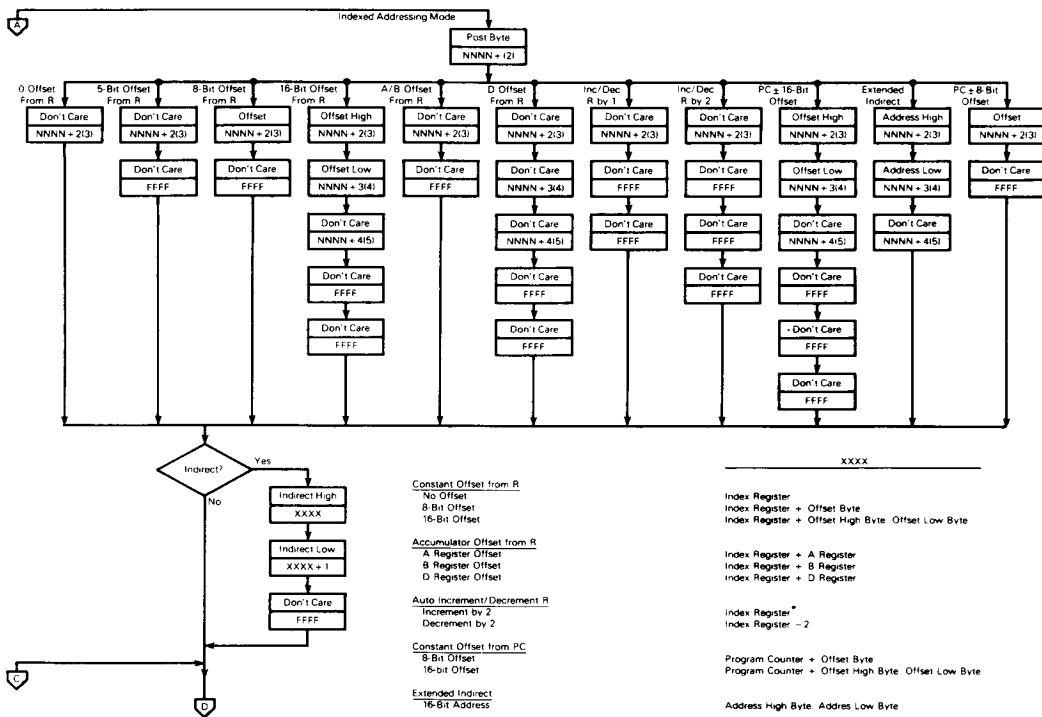 A
Indexed Addressing Mode
Post Byte
NNNN + (2)
0 Offset
From R
5-Bit Offset
From R
8-Bit Offset
From R
16-Bit Offset
From R
A/B Offset
From R
D Offset
From R
Inc/Dec
R by 1
Inc/Dec
R by 2
PC ± 16-Bit
Offset
Extended
Indirect
PC ± 8-Bit
Offset
Don't Care
NNNN + 2(3)
Don't Care
NNNN + 2(3)
Offset
NNNN + 2(3)
Offset High
NNNN + 2(3)
Don't Care
NNNN + 2(3)
Don't Care
NNNN + 2(3)
Don't Care
NNNN + 2(3)
Don't Care
NNNN + 2(3)
Offset High
NNNN + 2(3)
Address High
NNNN + 2(3)
Offset
NNNN + 2(3)
Don't Care
FFFF
Don't Care
FFFF
Offset Low
NNNN + 3(4)
Don't Care
FFFF
Don't Care
NNNN + 3(4)
Don't Care
FFFF
Don't Care
FFFF
Offset Low
NNNN + 3(4)
Address Low
NNNN + 3(4)
Don't Care
FFFF
Don't Care
NNNN + 4(5)
Don't Care
NNNN + 4(5)
Don't Care
FFFF
Don't Care
FFFF
Don't Care
NNNN + 4(5)
Don't Care
NNNN + 4(5)
Don't Care
FFFF
Don't Care
FFFF
Don't Care
FFFF
Don't Care
FFFF
Don't Care
FFFF
Don't Care
FFFF
- Don't Care
FFFF
Don't Care
FFFF
Indirect?
Yes
No
Indirect High
XXXX
Indirect Low
XXXX + 1
Don't Care
FFFF
C
D
XXXX
Constant Offset from R
No Offset
Index Register
8-Bit Offset
Index Register + Offset Byte
16-Bit Offset
Index Register + Offset High Byte Offset Low Byte
Accumulator Offset from R
A Register Offset
Index Register + A Register
B Register Offset
Index Register + B Register
D Register Offset
Index Register + D Register
Auto Increment/Decrement R
Increment by 2
Index Register*
Decrement by 2
Index Register - 2
Constant Offset from PC
8-Bit Offset
Program Counter + Offset Byte
16-bit Offset
Program Counter + Offset High Byte Offset Low Byte
Extended Indirect
16-Bit Address
Address High Byte. Addres Low Byte